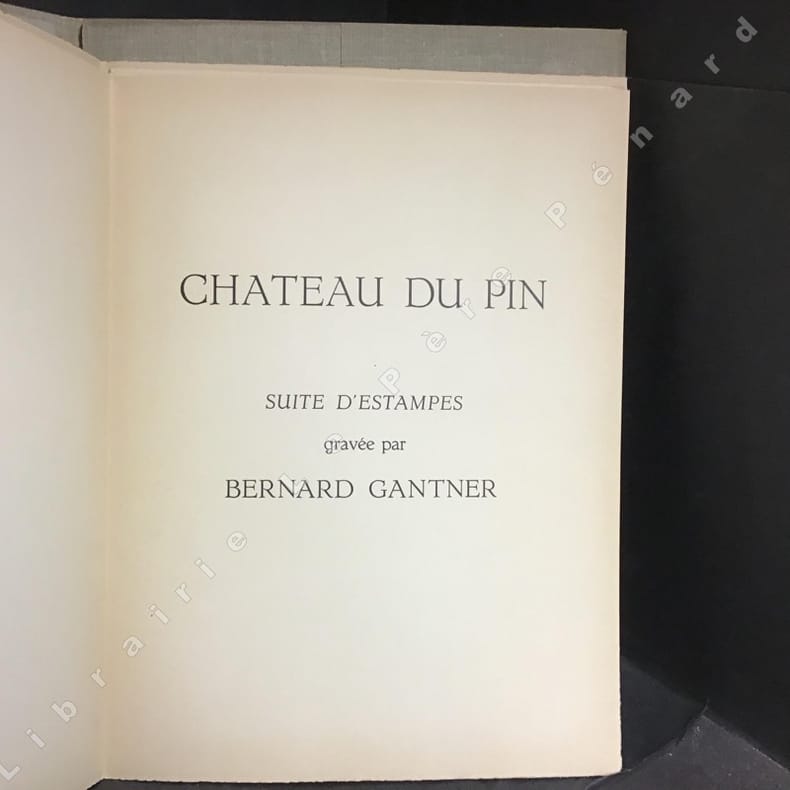 CHATEAU DU PIN
SUITE D'ESTAMPES
gravée par
BERNARD GANTNER
Librairie Le Père Pénard